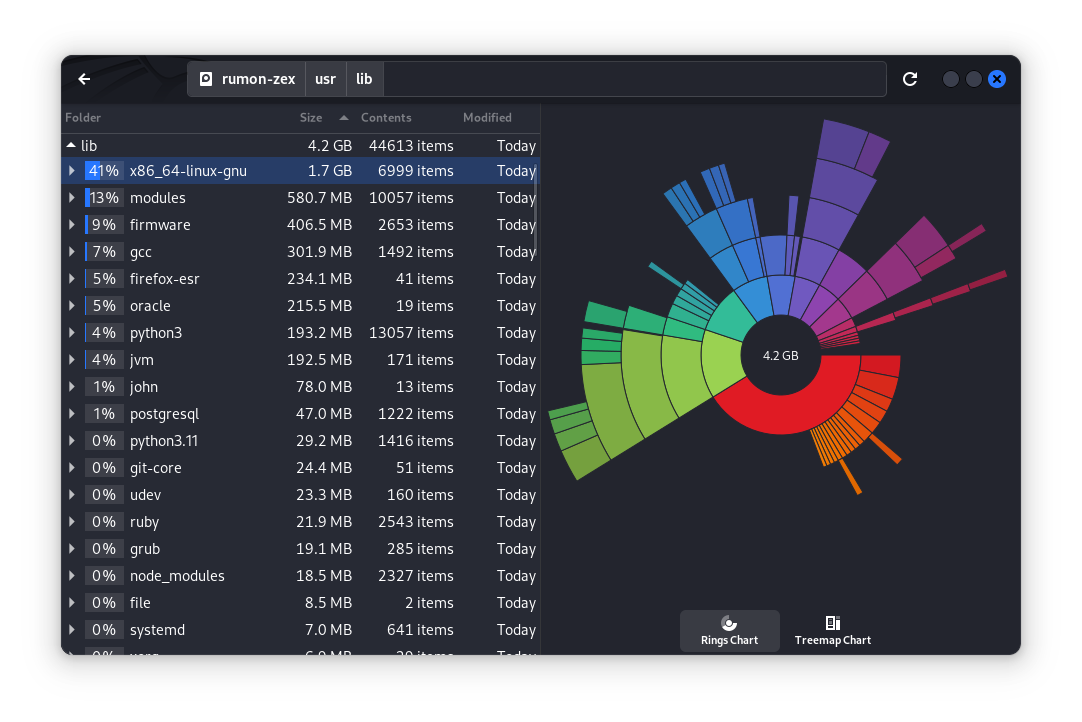 rumon-zex usr lib
Folder Size Contents Modified
lib 4.2 GB 44613 items Today
41% x86_64-linux-gnu 1.7 GB 6999 items Today
13% modules 580.7 MB 10057 items Today
9% firmware 406.5 MB 2653 items Today
7% gcc 301.9 MB 1492 items Today
5% firefox-esr 234.1 MB 41 items Today
5% oracle 215.5 MB 19 items Today
4% python3 193.2 MB 13057 items Today
4% jvm 192.5 MB 171 items Today
1% john 78.0 MB 13 items Today
1% postgresql 47.0 MB 1222 items Today
0% python3.11 29.2 MB 1416 items Today
0% git-core 24.4 MB 51 items Today
0% udev 23.3 MB 160 items Today
0% ruby 21.9 MB 2543 items Today
0% grub 19.1 MB 285 items Today
0% node_modules 18.5 MB 2327 items Today
0% file 8.5 MB 2 items Today
0% systemd 7.0 MB 641 items Today
4.2 GB
Rings Chart Treemap Chart